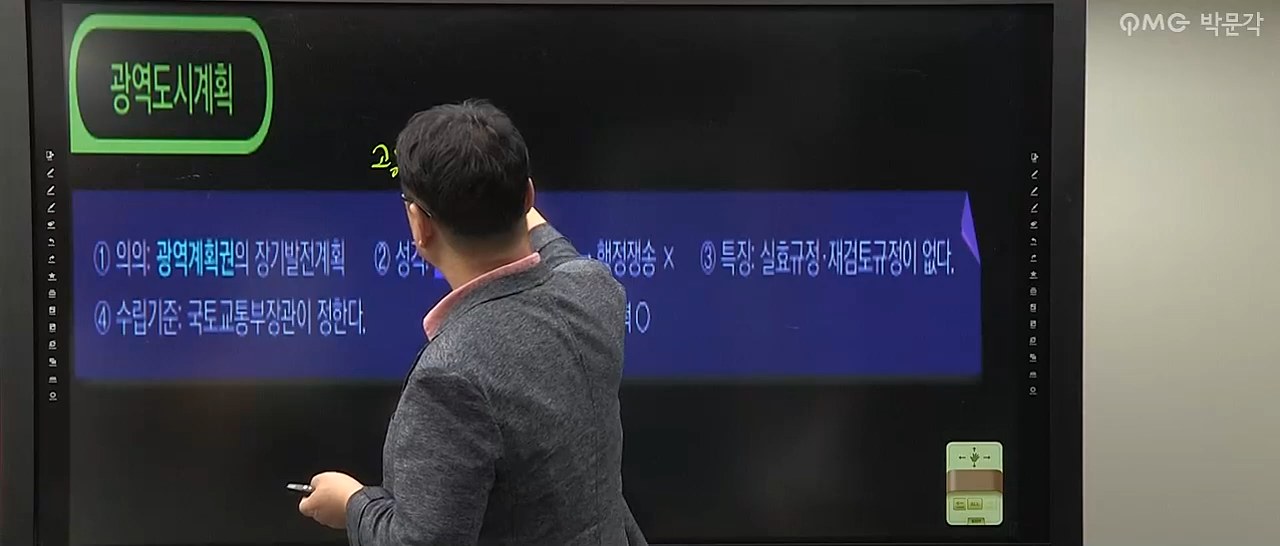 QMG 박문각
광역도시계획
① 의의: 광역계획권의 장기발전계획 ② 성격: 행정쟁송 × ③ 특징: 실효규정·재검토규정이 없다.
④ 수립기준: 국토교통부장관이 정한다. ○